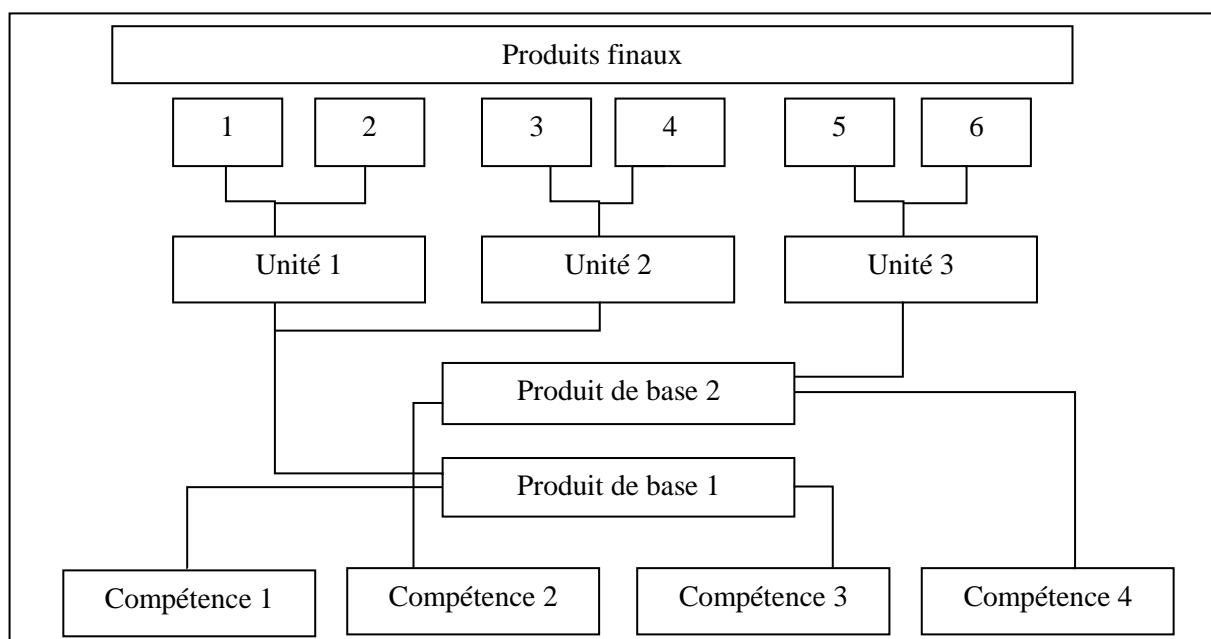 Produits finaux
1 2 3 4 5 6
Unité 1 Unité 2 Unité 3
Produit de base 2
Produit de base 1
Compétence 1 Compétence 2 Compétence 3 Compétence 4